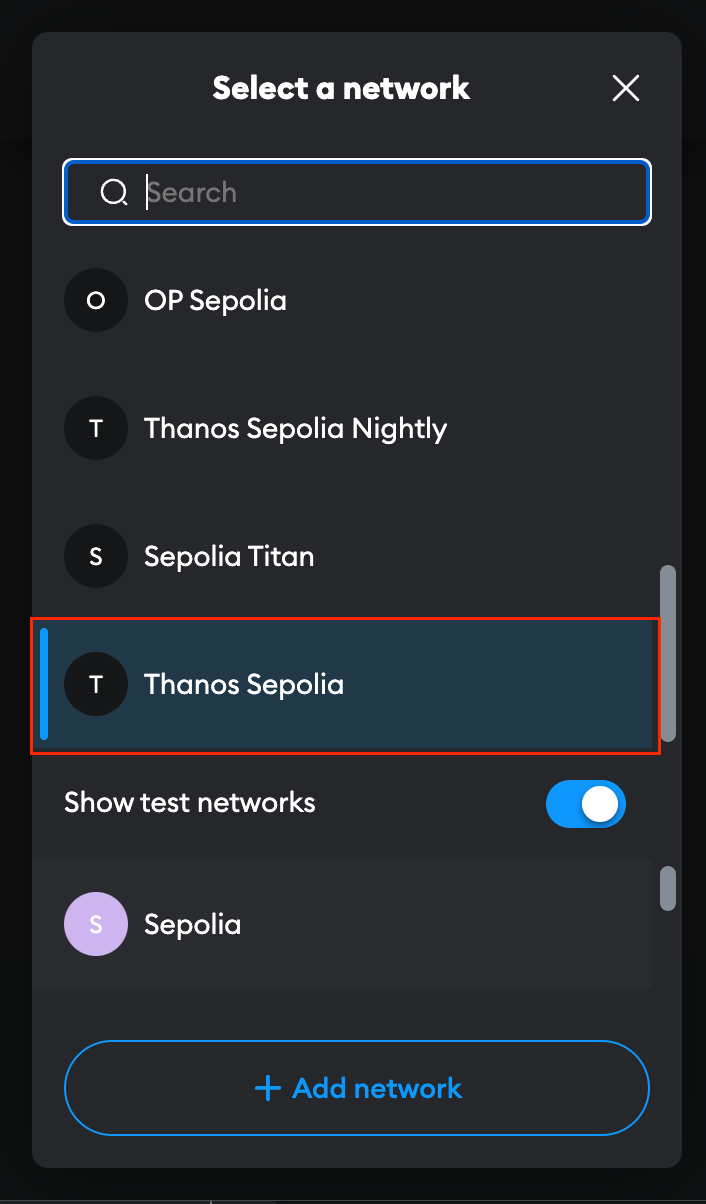 Select a network
Search
O OP Sepolia
T Thanos Sepolia Nightly
S Sepolia Titan
T Thanos Sepolia
Show test networks
S Sepolia
+ Add network